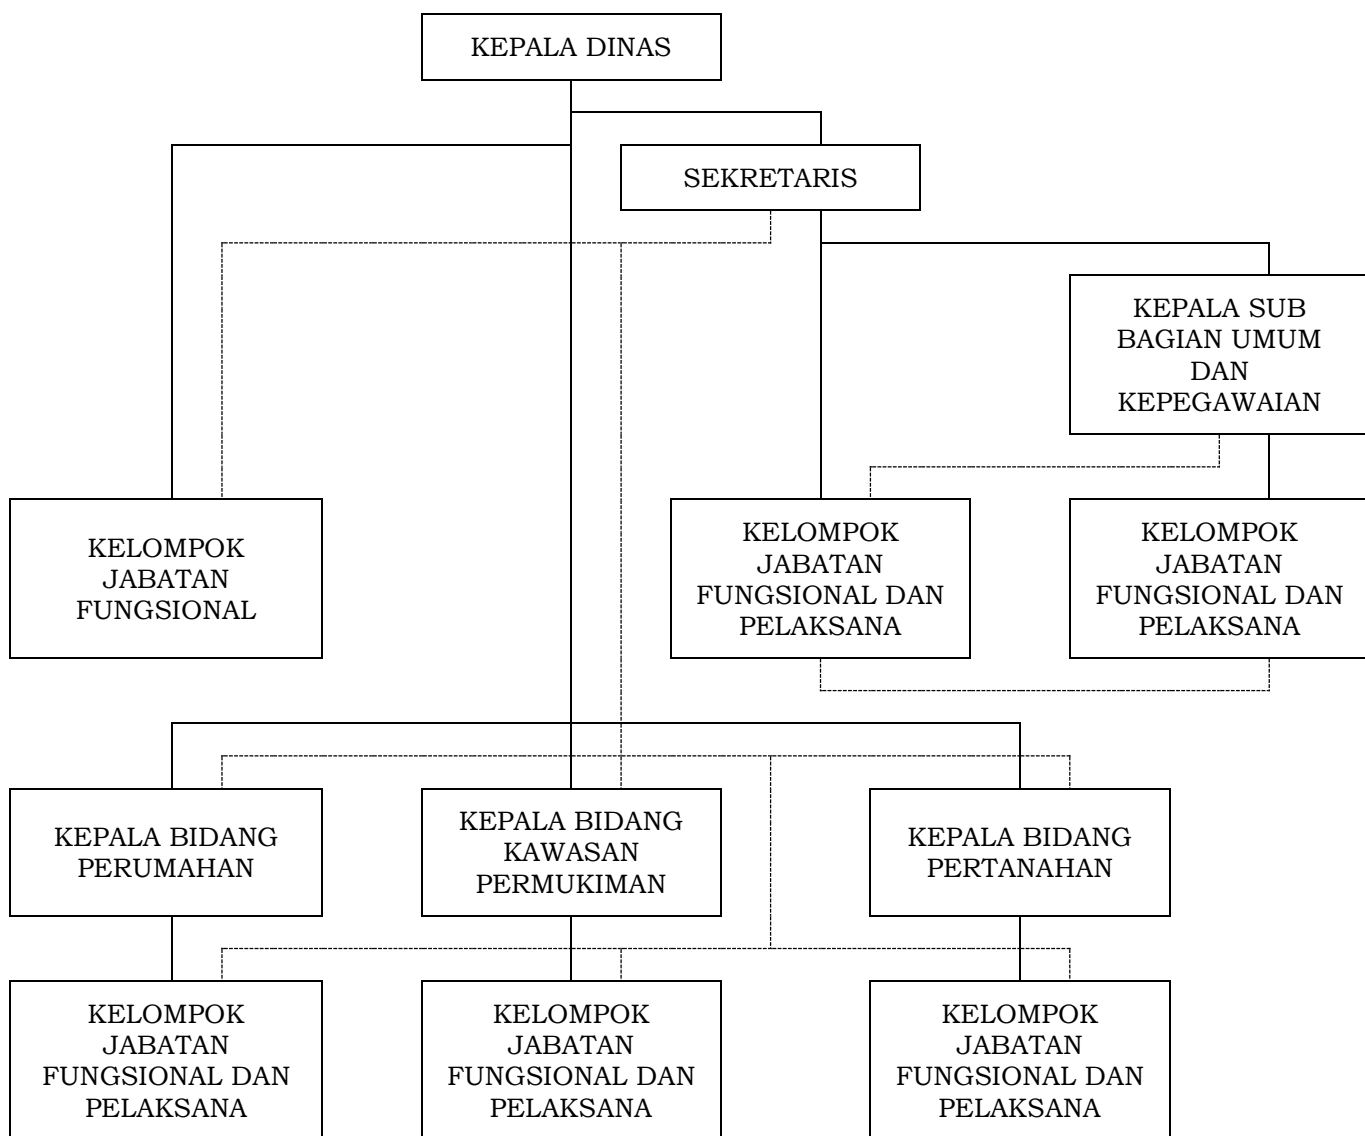 KEPALA DINAS
SEKRETARIS
KEPALA SUB
BAGIAN UMUM
DAN
KEPEGAWAIAN
KELOMPOK
JABATAN
FUNGSIONAL
KELOMPOK
JABATAN
FUNGSIONAL DAN
PELAKSANA
KELOMPOK
JABATAN
FUNGSIONAL DAN
PELAKSANA
KEPALA BIDANG
PERUMAHAN
KEPALA BIDANG
KAWASAN
PERMUKIMAN
KEPALA BIDANG
PERTANAHAN
KELOMPOK
JABATAN
FUNGSIONAL DAN
PELAKSANA
KELOMPOK
JABATAN
FUNGSIONAL DAN
PELAKSANA
KELOMPOK
JABATAN
FUNGSIONAL DAN
PELAKSANA